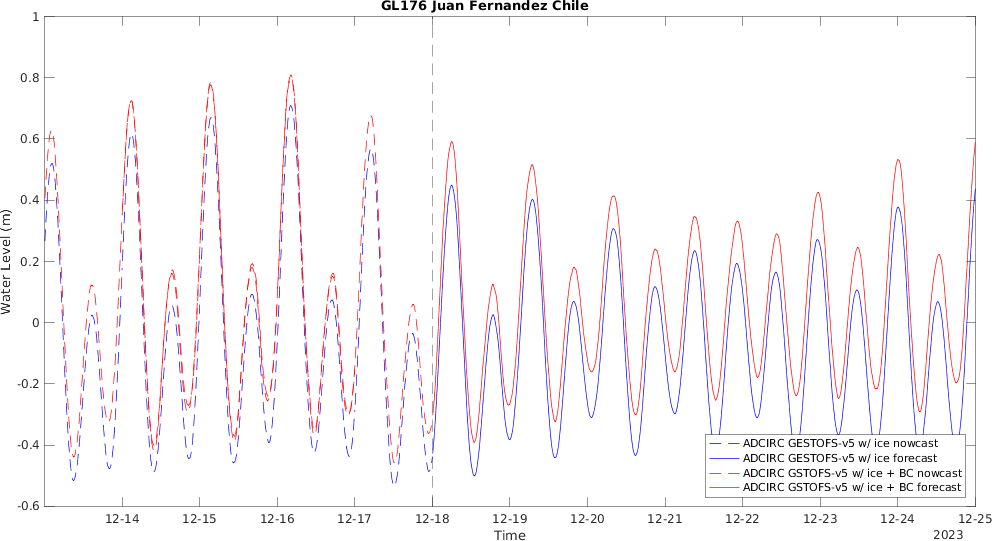 GL176 Juan Fernandez Chile
1
0.8
0.6
0.4
0.2
0
-0.2
-0.4
-0.6
Water Level (m)
12-14 12-15 12-16 12-17 12-18 12-19 12-20 12-21 12-22 12-23 12-24 12-25
Time
2023
ADCIRC GESTOFS-v5 w/ ice nowcast
ADCIRC GESTOFS-v5 w/ ice forecast
ADCIRC GSTOFS-v5 w/ ice + BC nowcast
ADCIRC GSTOFS-v5 w/ ice + BC forecast